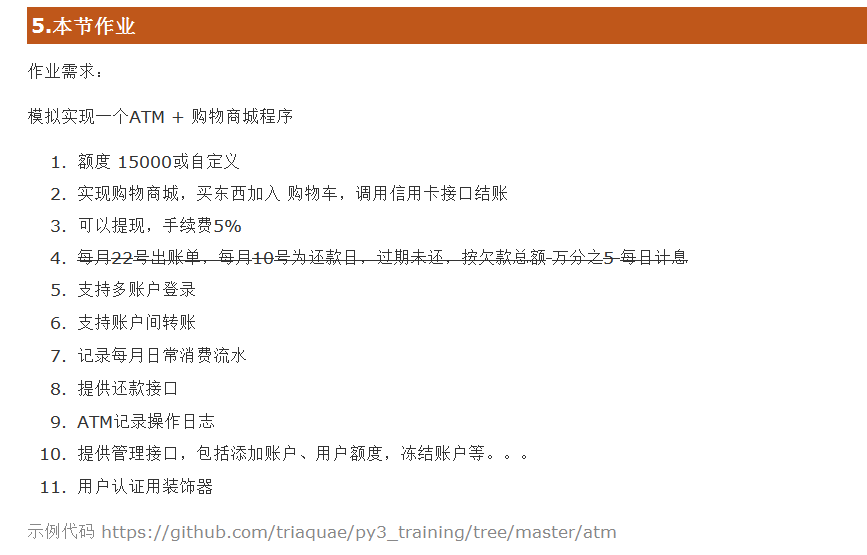 5.本节作业
作业需求：
模拟实现一个ATM + 购物商城程序
1. 额度 15000或自定义
2. 实现购物商城，买东西加入 购物车，调用信用卡接口结账
3. 可以提现，手续费5%
4. 每月22号出账单，每月10号为还款日，过期未还，按欠款总额 万分之5 每日计息
5. 支持多账户登录
6. 支持账户间转账
7. 记录每月日常消费流水
8. 提供还款接口
9. ATM记录操作日志
10. 提供管理接口，包括添加账户、用户额度，冻结账户等。。。
11. 用户认证用装饰器
示例代码 https://github.com/triaquae/py3_training/tree/master/atm